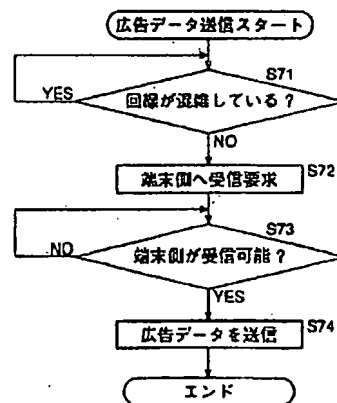 広告データ送信スタート
S71
YES
回線が混雑している?
NO
端末側へ受信要求
S72
S73
NO
端末側が受信可能?
YES
広告データを送信
S74
エンド